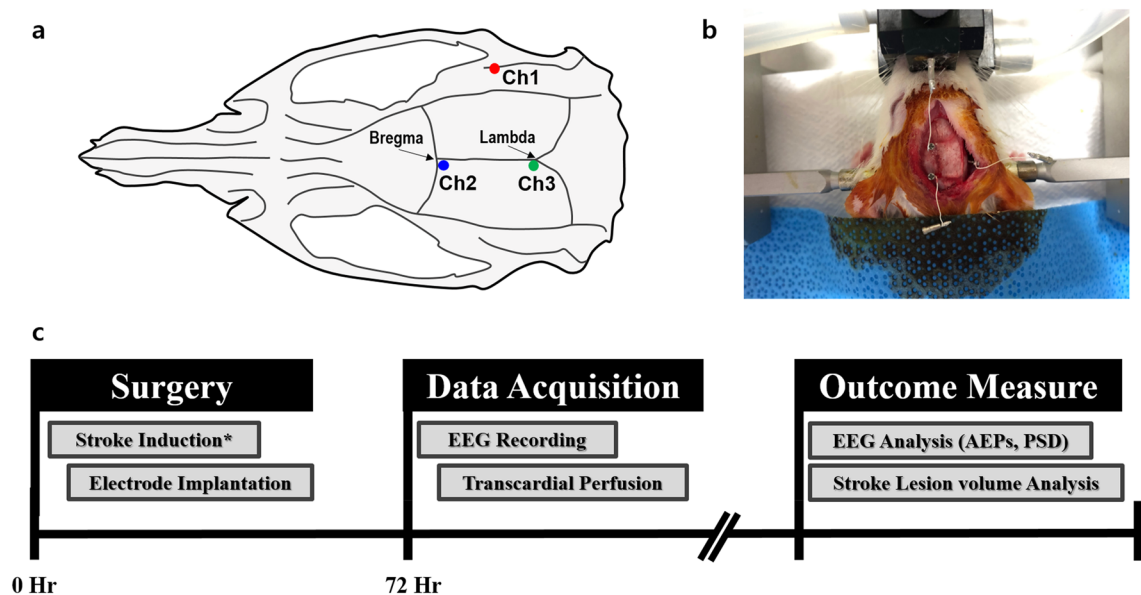 a
b
Ch1
Bregma
Lambda
Ch2
Ch3
c
Surgery
Data Acquisition
Outcome Measure
Stroke Induction*
EEG Recording
EEG Analysis (AEPs, PSD)
Electrode Implantation
Transcardial Perfusion
Stroke Lesion volume Analysis
0 Hr
72 Hr